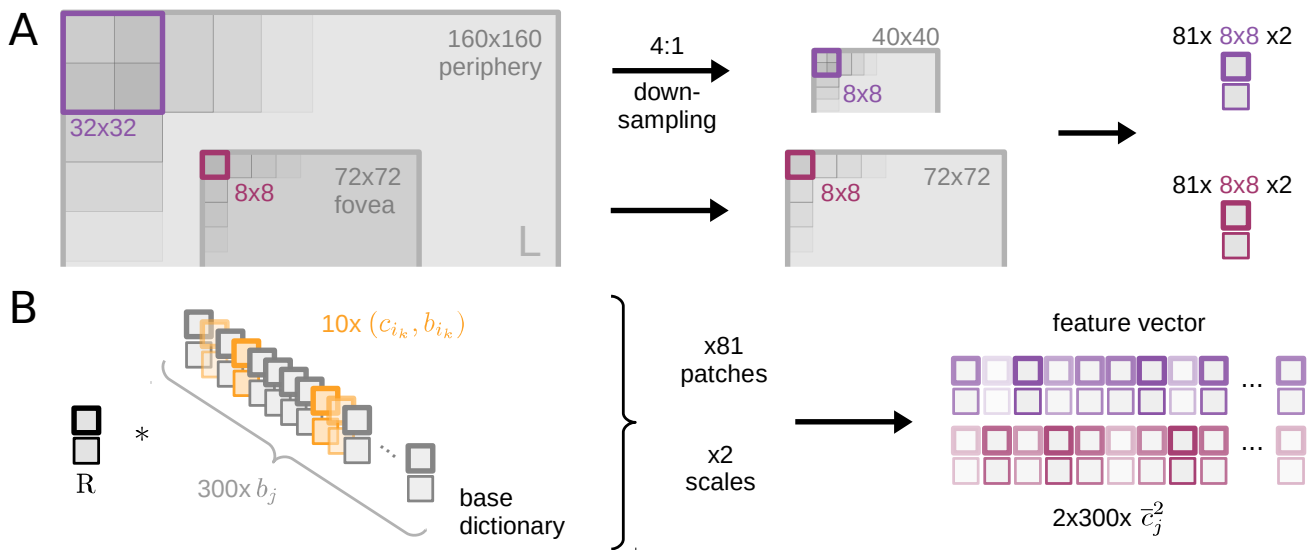 A
160x160
periphery
32x32
8x8
72x72
fovea
L
4:1
down-
sampling
40x40
8x8
8x8
72x72
81x 8x8 x2
81x 8x8 x2
B
10x (c_{i_k}, b_{i_k})
R
*
300x b_j
...
base
dictionary
x81
patches
x2
scales
feature vector
...
...
2x300x \overline{c}_j^2